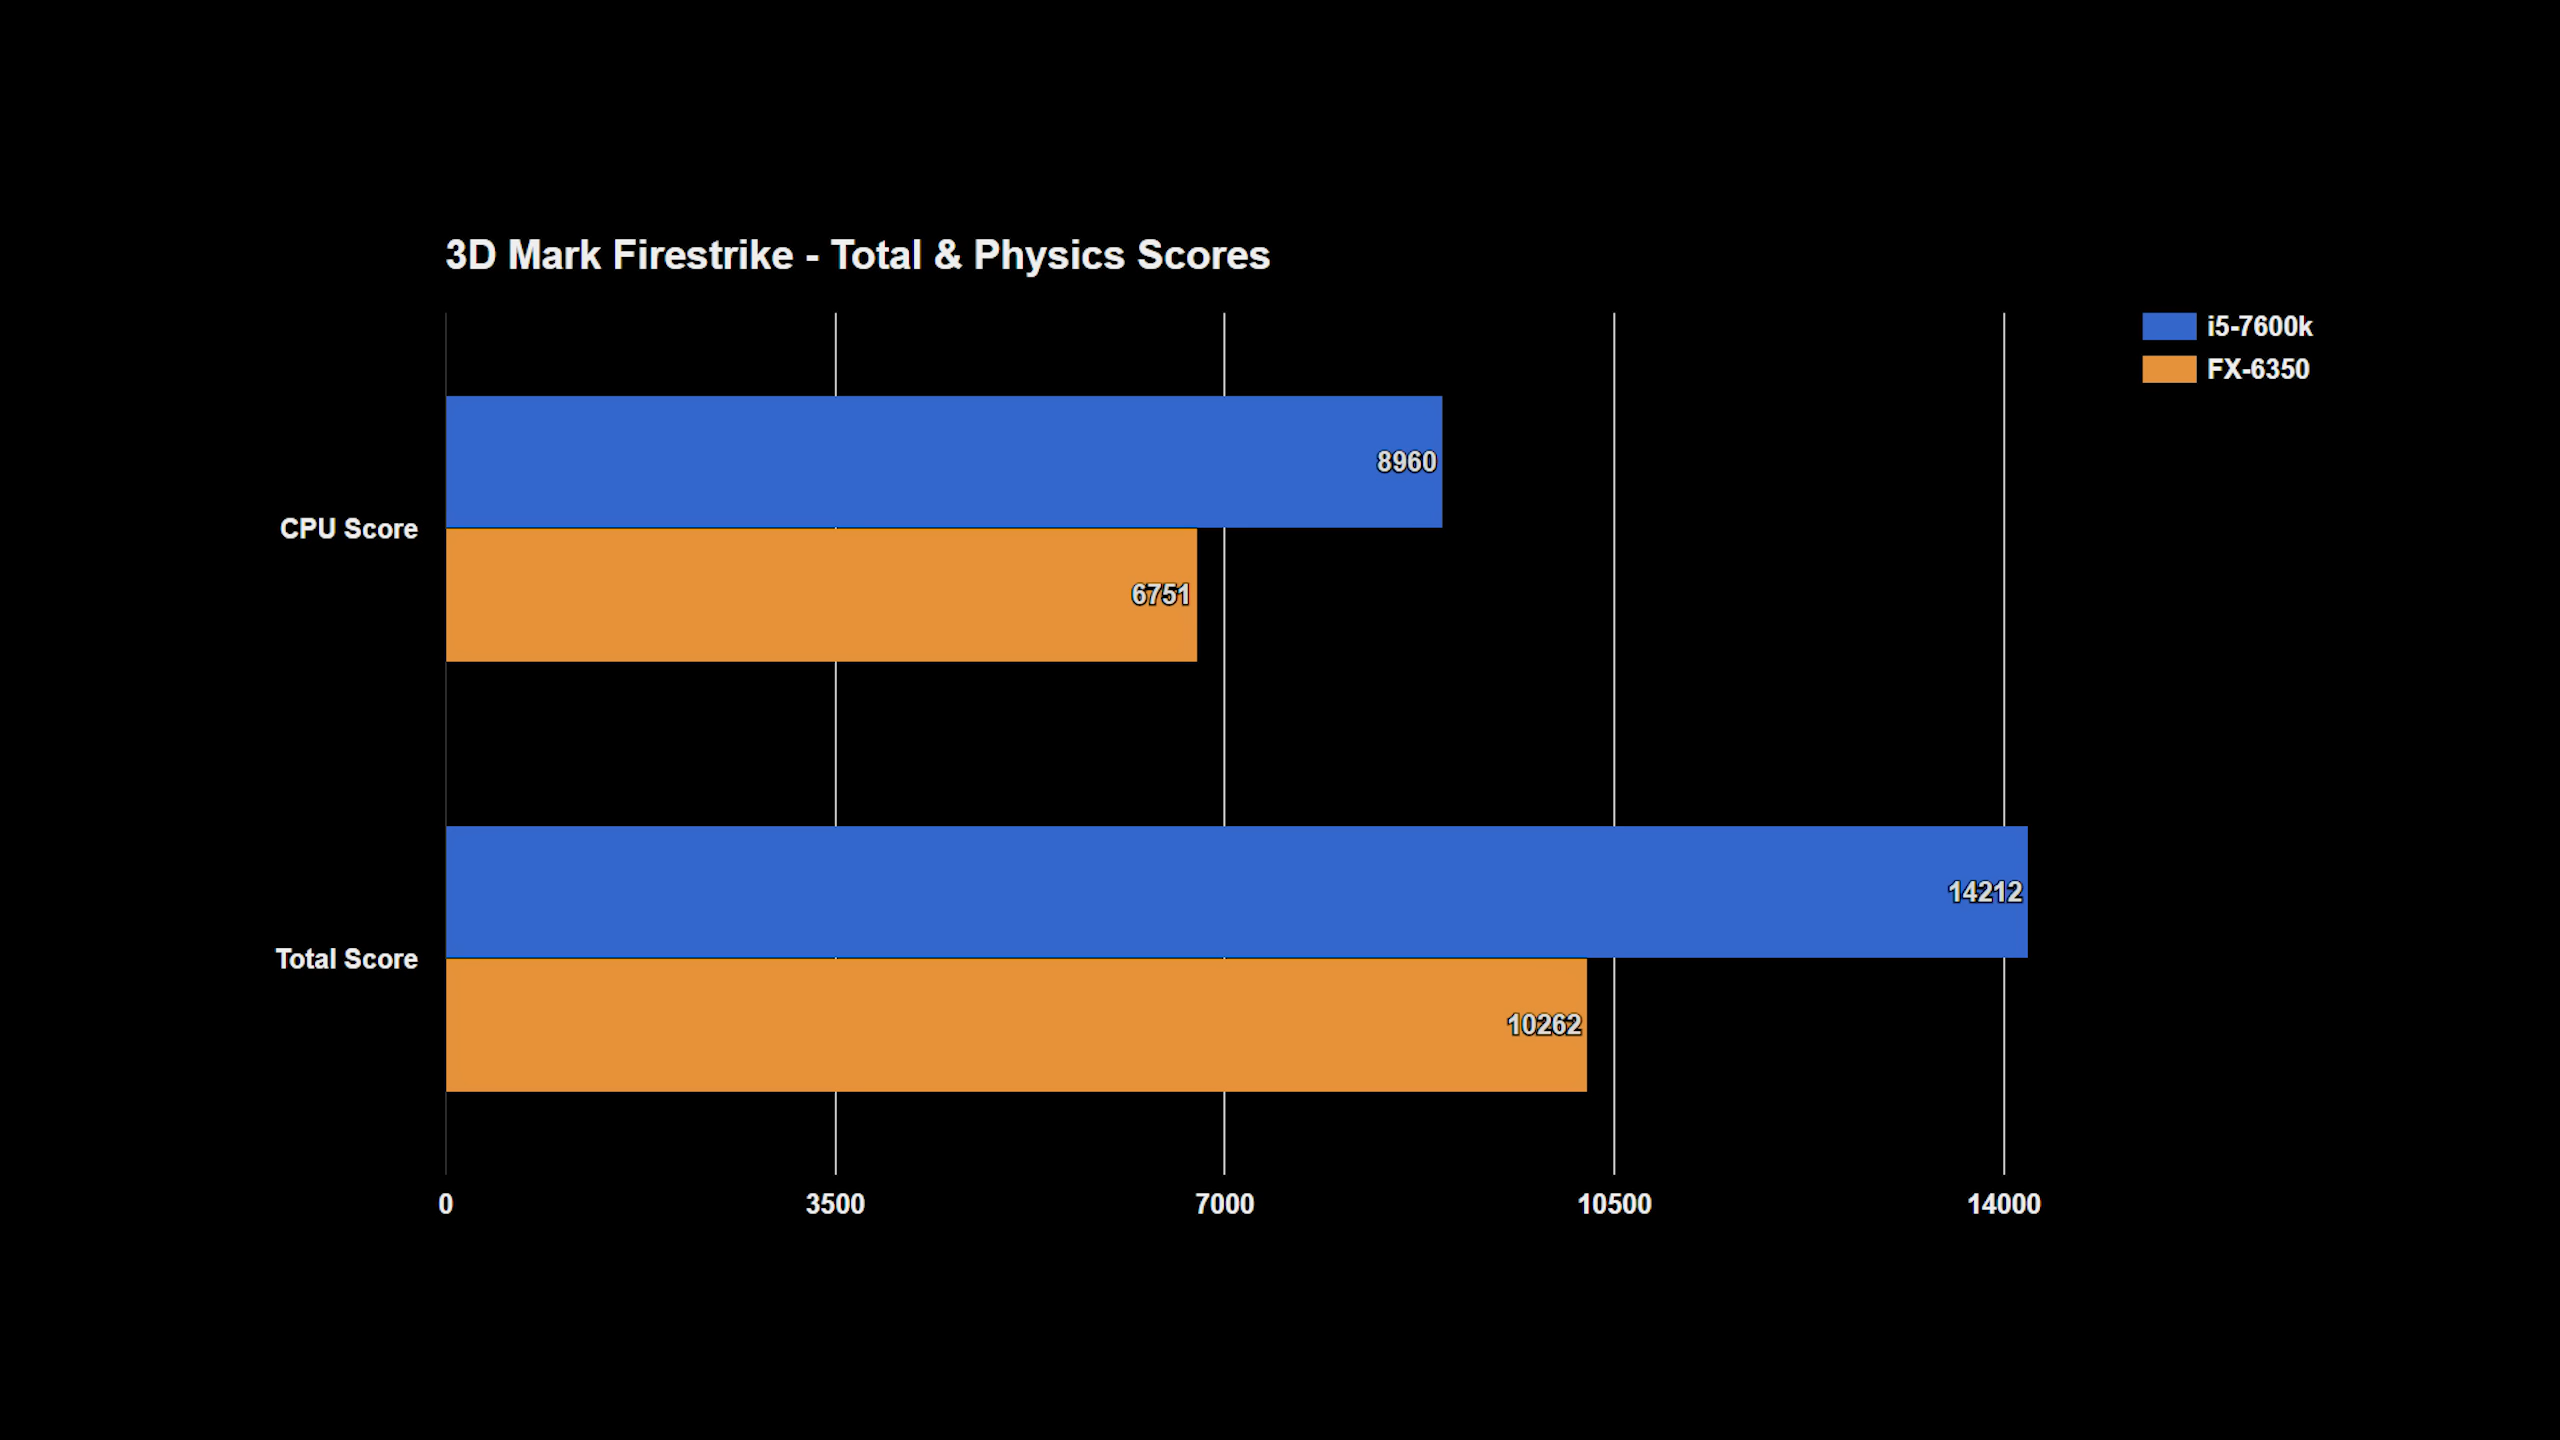 3D Mark Firestrike - Total & Physics Scores
i5-7600k
FX-6350
CPU Score
8960
6751
Total Score
14212
10262
0
3500
7000
10500
14000